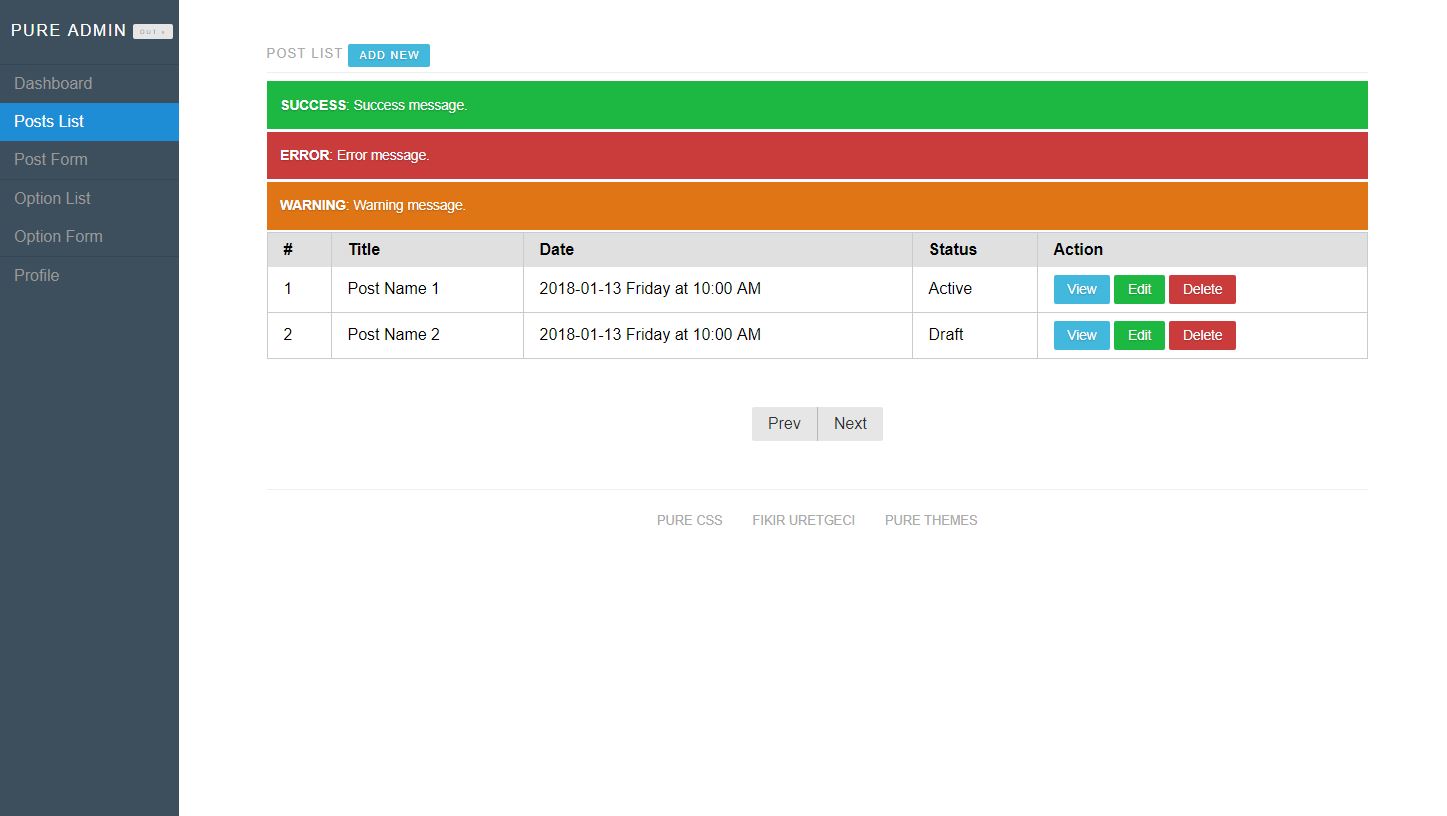 PURE ADMIN OUT »
Dashboard
Posts List
Post Form
Option List
Option Form
Profile
POST LIST ADD NEW
SUCCESS: Success message.
ERROR: Error message.
WARNING: Warning message.
# Title Date Status Action
1 Post Name 1 2018-01-13 Friday at 10:00 AM Active View Edit Delete
2 Post Name 2 2018-01-13 Friday at 10:00 AM Draft View Edit Delete
Prev Next
PURE CSS FIKIR URETGECI PURE THEMES